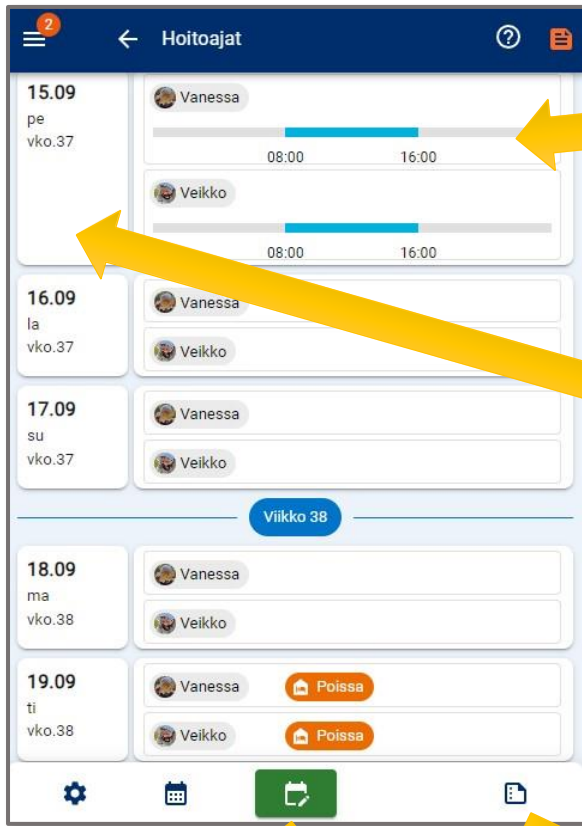 2
Hoitoajat
15.09
pe
vko.37
Vanessa
08:00 16:00
Veikko
08:00 16:00
16.09
la
vko.37
Vanessa
Veikko
17.09
su
vko.37
Vanessa
Veikko
Viikko 38
18.09
ma
vko.38
Vanessa
Veikko
19.09
ti
vko.38
Vanessa Poissa
Veikko Poissa